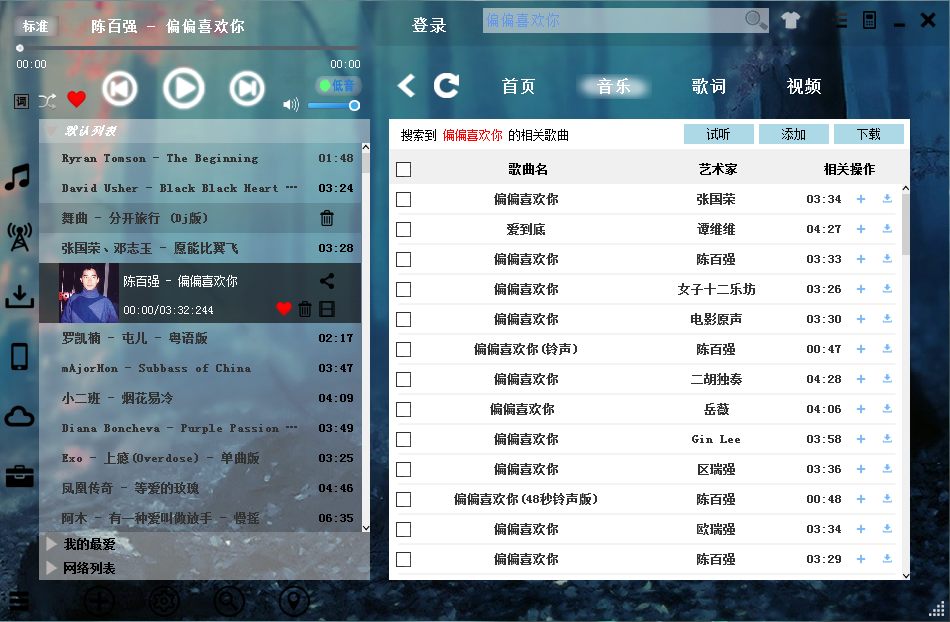 标准
陈百强 - 偏偏喜欢你
00:00
00:00
低音
词
默认列表
Ryran Tomson - The Beginning 01:48
David Usher - Black Black Heart ··· 03:24
舞曲 - 分开旅行 (Dj版)
张国荣、邓志玉 - 愿能比翼飞 03:28
陈百强 - 偏偏喜欢你
00:00/03:32:244
罗凯楠 - 屯儿 - 粤语版 02:17
mAjorHon - Subbass of China 03:47
小二班 - 烟花易冷 04:09
Diana Boncheva - Purple Passion ··· 03:49
Exo - 上瘾(Overdose) - 单曲版 03:25
凤凰传奇 - 等爱的玫瑰 04:46
阿木 - 有一种爱叫做放手 - 慢摇 06:35
我的最爱
网络列表
登录
偏偏喜欢你
首页 音乐 歌词 视频
搜索到 偏偏喜欢你 的相关歌曲
试听 添加 下载
歌曲名 艺术家 相关操作
偏偏喜欢你 张国荣 03:34
爱到底 谭维维 04:27
偏偏喜欢你 陈百强 03:33
偏偏喜欢你 女子十二乐坊 03:26
偏偏喜欢你 电影原声 03:30
偏偏喜欢你(铃声) 陈百强 00:47
偏偏喜欢你 二胡独奏 04:28
偏偏喜欢你 岳薇 04:06
偏偏喜欢你 Gin Lee 03:58
偏偏喜欢你 区瑞强 03:36
偏偏喜欢你(48秒铃声版) 陈百强 00:48
偏偏喜欢你 欧瑞强 03:34
偏偏喜欢你 陈百强 03:29